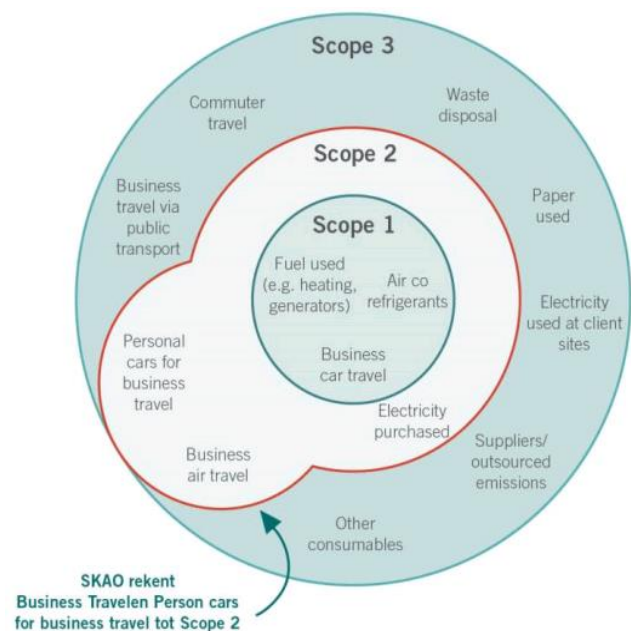 Scope 3
Commuter
travel
Waste
disposal
Scope 2
Business
travel via
public
transport
Paper
used
Scope 1
Fuel used
(e.g. heating,
generators)
Air co
refrigerants
Electricity
used at client
sites
Personal
cars for
business
travel
Business
car travel
Electricity
purchased
Business
air travel
Suppliers/
outsourced
emissions
Other
consumables
SKAO rekent
Business Travelen Person cars
for business travel tot Scope 2